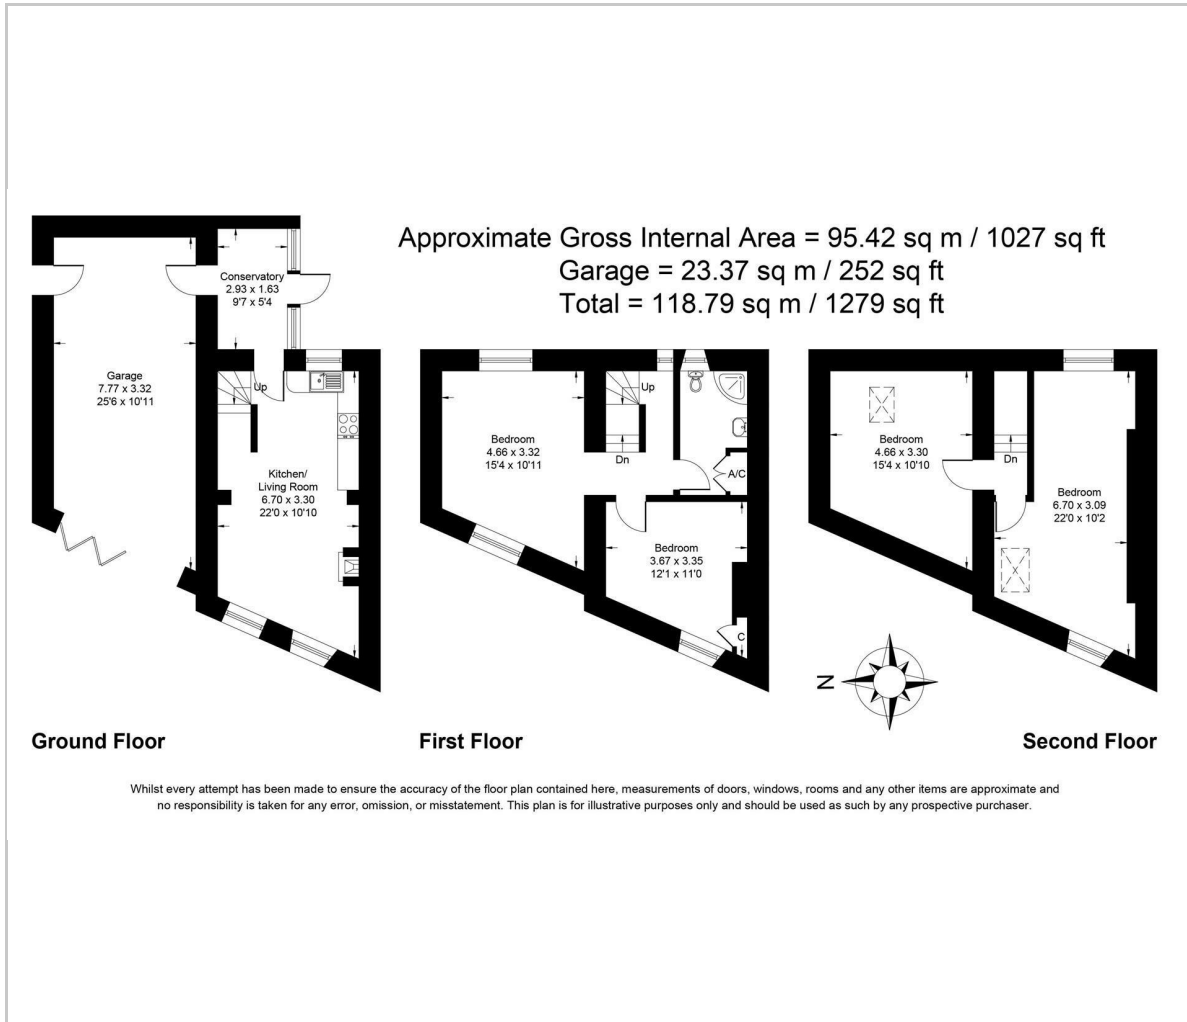 Approximate Gross Internal Area = 95.42 sq m / 1027 sq ft
Garage = 23.37 sq m / 252 sq ft
Total = 118.79 sq m / 1279 sq ft
Conservatory
2.93 x 1.63
9'7 x 5'4
Garage
7.77 x 3.32
25'6 x 10'11
Up
Kitchen/
Living Room
6.70 x 3.30
22'0 x 10'10
Ground Floor
Bedroom
4.66 x 3.32
15'4 x 10'11
Up
Dn
A/C
Bedroom
3.67 x 3.35
12'1 x 11'0
C
First Floor
Bedroom
4.66 x 3.30
15'4 x 10'10
Dn
Bedroom
6.70 x 3.09
22'0 x 10'2
N
Second Floor
Whilst every attempt has been made to ensure the accuracy of the floor plan contained here, measurements of doors, windows, rooms and any other items are approximate and
no responsibility is taken for any error, omission, or misstatement. This plan is for illustrative purposes only and should be used as such by any prospective purchaser.